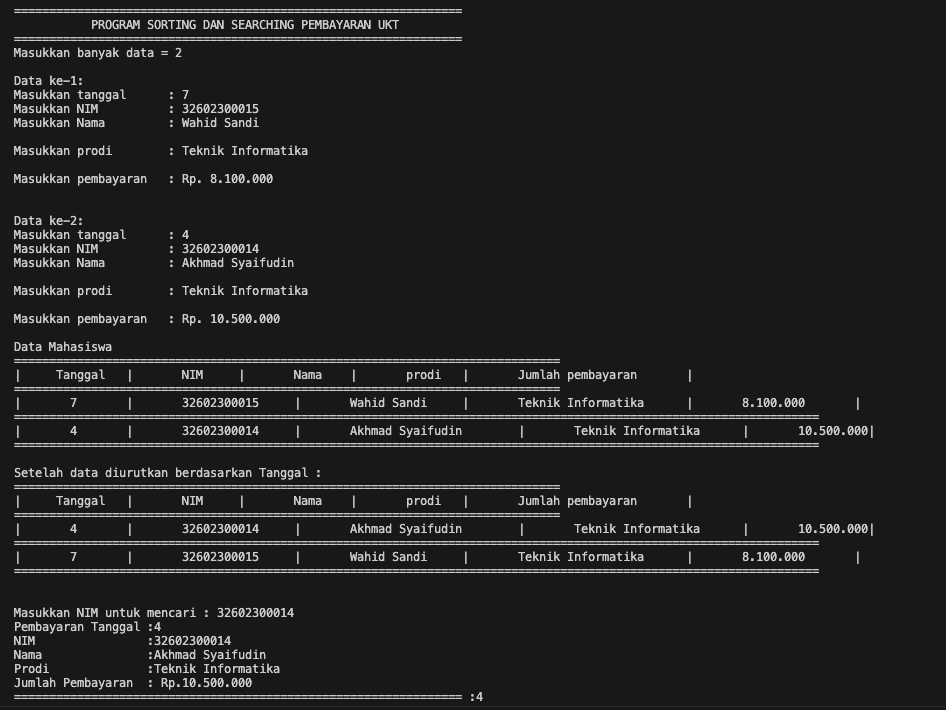 ================================================================
PROGRAM SORTING DAN SEARCHING PEMBAYARAN UKT
================================================================
Masukkan banyak data = 2
Data ke-1:
Masukkan tanggal      : 7
Masukkan NIM          : 32602300015
Masukkan Nama         : Wahid Sandi
Masukkan prodi        : Teknik Informatika
Masukkan pembayaran   : Rp. 8.100.000
Data ke-2:
Masukkan tanggal      : 4
Masukkan NIM          : 32602300014
Masukkan Nama         : Akhmad Syaifudin
Masukkan prodi        : Teknik Informatika
Masukkan pembayaran   : Rp. 10.500.000
Data Mahasiswa
==============================================================================
|     Tanggal   |       NIM     |       Nama    |       prodi   |       Jumlah pembayaran       |
==============================================================================
|       7       |       32602300015     |       Wahid Sandi     |       Teknik Informatika      |       8.100.000       |
===================================================================================================================
|       4       |       32602300014     |       Akhmad Syaifudin        |       Teknik Informatika      |       10.500.000|
===================================================================================================================
Setelah data diurutkan berdasarkan Tanggal :
==============================================================================
|     Tanggal   |       NIM     |       Nama    |       prodi   |       Jumlah pembayaran       |
==============================================================================
|       4       |       32602300014     |       Akhmad Syaifudin        |       Teknik Informatika      |       10.500.000|
===================================================================================================================
|       7       |       32602300015     |       Wahid Sandi     |       Teknik Informatika      |       8.100.000       |
===================================================================================================================
Masukkan NIM untuk mencari : 32602300014
Pembayaran Tanggal :4
NIM                :32602300014
Nama               :Akhmad Syaifudin
Prodi              :Teknik Informatika
Jumlah Pembayaran  : Rp.10.500.000
================================================================ :4